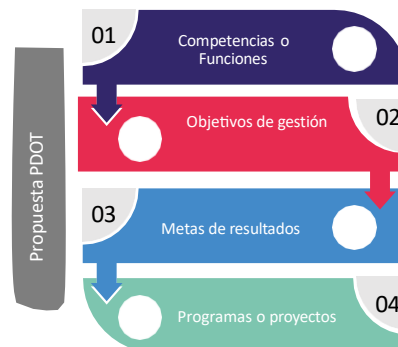 Propuesta PDOT
01
Competencias o
Funciones
Objetivos de gestión
02
03
Metas de resultados
Programas o proyectos
04